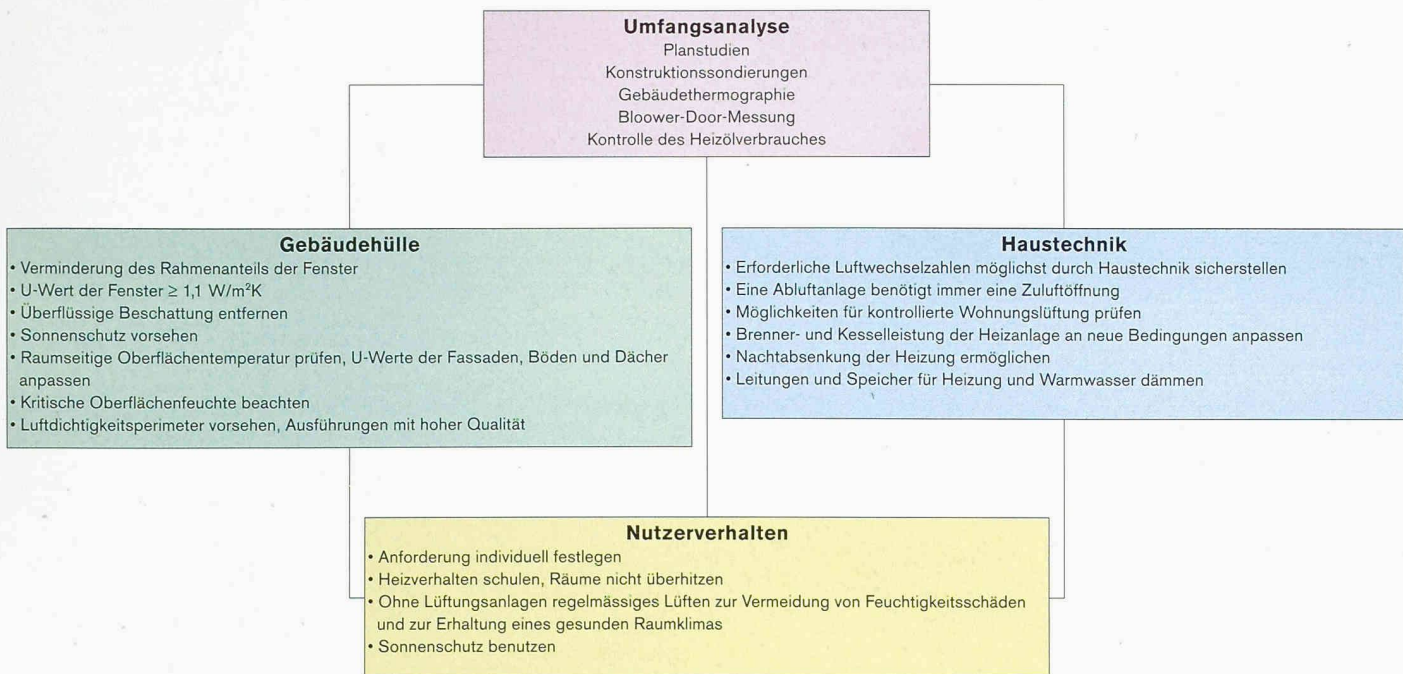 Umfangsanalyse
Planstudien
Konstruktionssondierungen
Gebäudethermographie
Bloower-Door-Messung
Kontrolle des Heizölverbrauches
Gebäudehülle
• Verminderung des Rahmenanteils der Fenster
• U-Wert der Fenster ≥ 1,1 W/m²K
• Überflüssige Beschattung entfernen
• Sonnenschutz vorsehen
• Raumseitige Oberflächentemperatur prüfen, U-Werte der Fassaden, Böden und Dächer
anpassen
• Kritische Oberflächenfeuchte beachten
• Luftdichtigkeitsperimeter vorsehen, Ausführungen mit hoher Qualität
Haustechnik
• Erforderliche Luftwechselzahlen möglichst durch Haustechnik sicherstellen
• Eine Abluftanlage benötigt immer eine Zuluftöffnung
• Möglichkeiten für kontrollierte Wohnungslüftung prüfen
• Brenner- und Kesselleistung der Heizanlage an neue Bedingungen anpassen
• Nachtabsenkung der Heizung ermöglichen
• Leitungen und Speicher für Heizung und Warmwasser dämmen
Nutzerverhalten
• Anforderung individuell festlegen
• Heizverhalten schulen, Räume nicht überhitzen
• Ohne Lüftungsanlagen regelmässiges Lüften zur Vermeidung von Feuchtigkeitsschäden
und zur Erhaltung eines gesunden Raumklimas
• Sonnenschutz benutzen